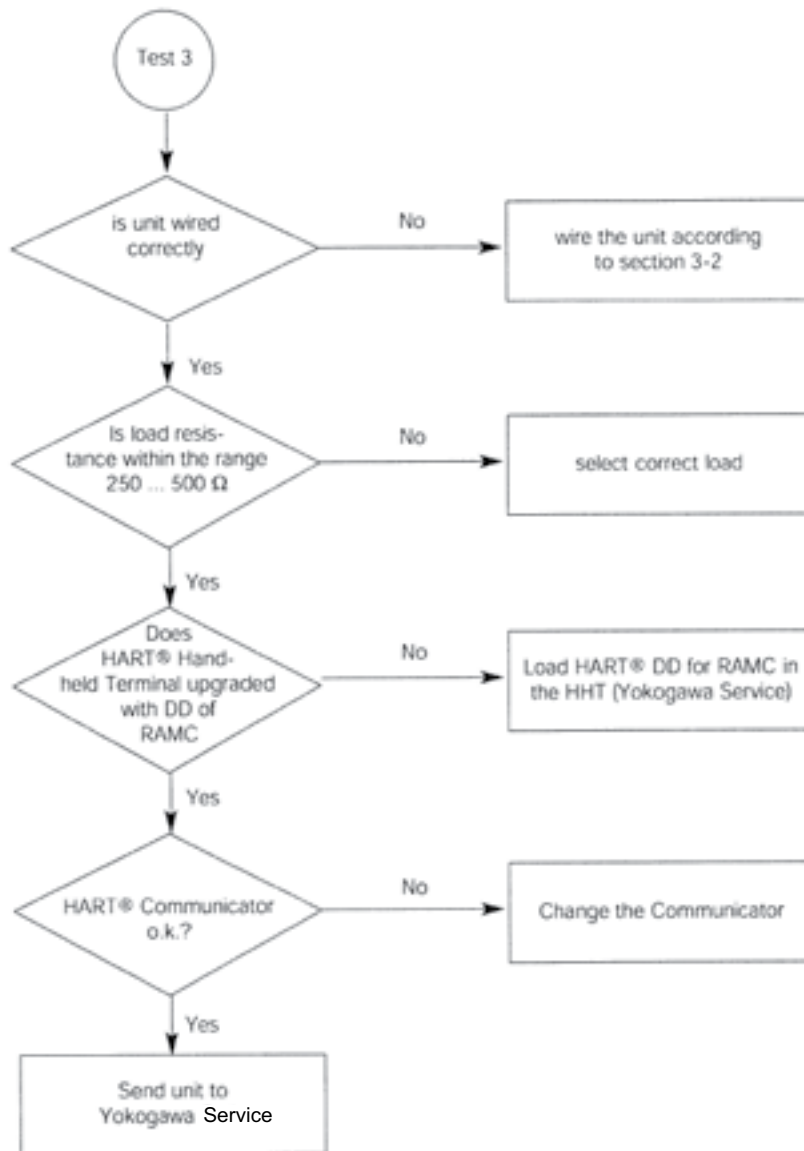 Test 3
is unit wired
correctly
No
wire the unit according
to section 3-2
Yes
Is load resis-
tance within the range
250 ... 500 Ω
No
select correct load
Yes
Does
HART® Hand-
held Terminal upgraded
with DD of
RAMC
No
Load HART® DD for RAMC in
the HHT (Yokogawa Service)
Yes
HART® Communicator
o.k.?
No
Change the Communicator
Yes
Send unit to
Yokogawa Service